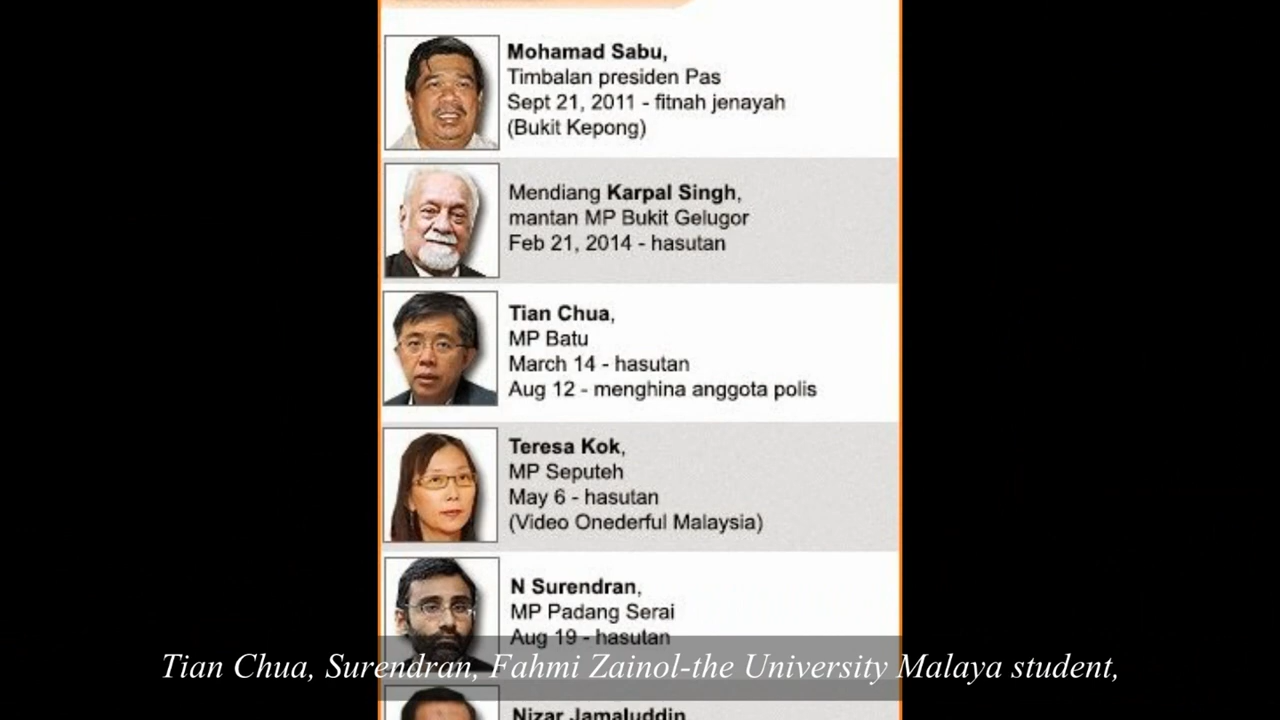 Mohamad Sabu,
Timbalan presiden Pas
Sept 21, 2011 - fitnah jenayah
(Bukit Kepong)
Mendiang Karpal Singh,
mantan MP Bukit Gelugor
Feb 21, 2014 - hasutan
Tian Chua,
MP Batu
March 14 - hasutan
Aug 12 - menghina anggota polis
Teresa Kok,
MP Seputeh
May 6 - hasutan
(Video Onederful Malaysia)
N Surendran,
MP Padang Serai
Aug 19 - hasutan
Tian Chua, Surendran, Fahmi Zainol-the University Malaya student,
Nizar Jamaluddin,